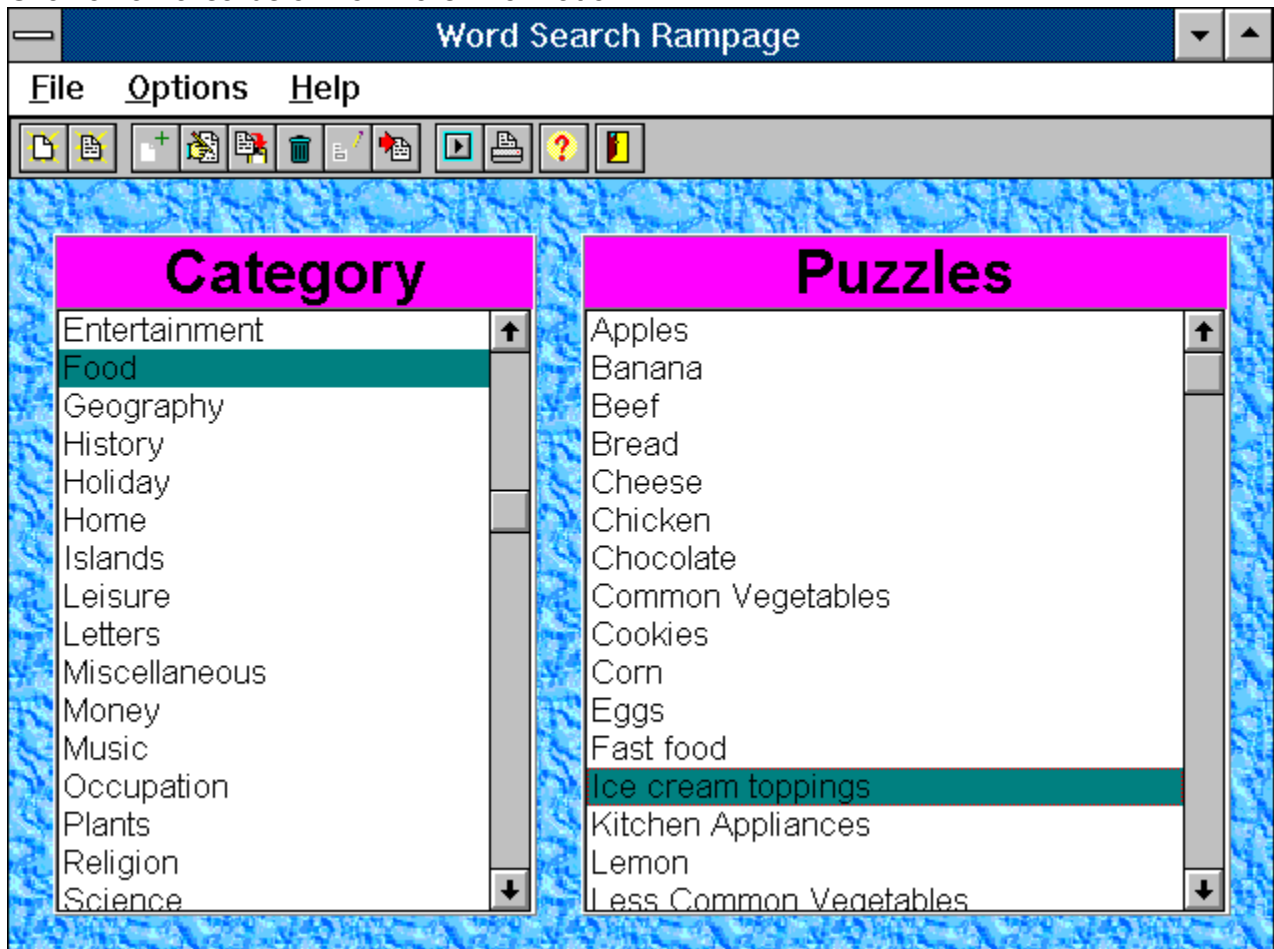 Word Search Rampage
File Options Help
Category
Entertainment
Food
Geography
History
Holiday
Home
Islands
Leisure
Letters
Miscellaneous
Money
Music
Occupation
Plants
Religion
Science
Puzzles
Apples
Banana
Beef
Bread
Cheese
Chicken
Chocolate
Common Vegetables
Cookies
Corn
Eggs
Fast food
Ice cream toppings
Kitchen Appliances
Lemon
Less Common Vegetables